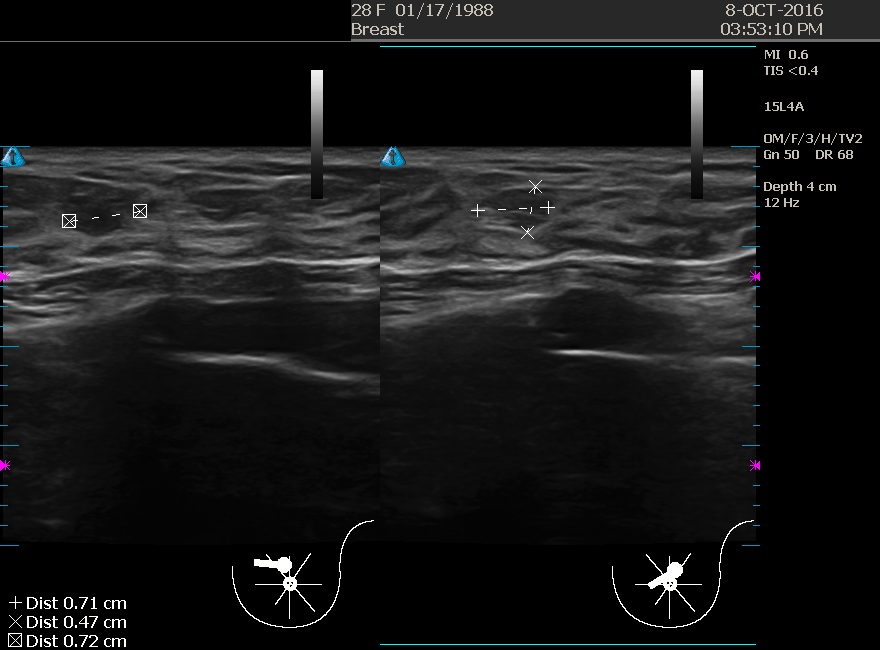 28 F 01/17/1988 8-OCT-2016
Breast 03:53:10 PM
MI 0.6
TIS <0.4
15L4A
OM/F/3/H/TV2
Gn 50 DR 68
Depth 4 cm
12 Hz
Dist 0.71 cm
Dist 0.47 cm
Dist 0.72 cm